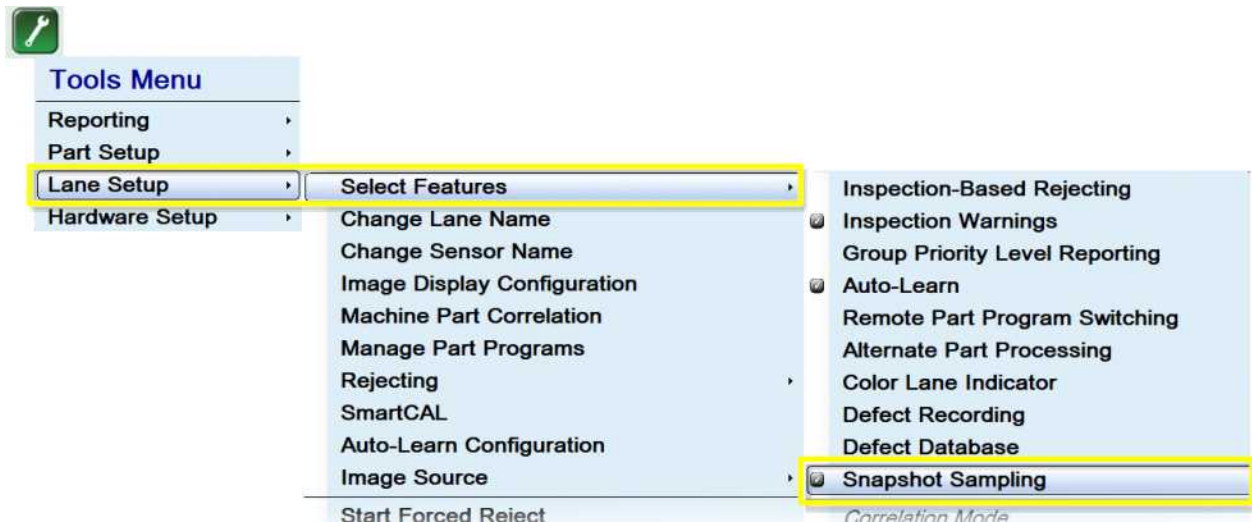 Tools Menu
Reporting
Part Setup
Lane Setup
Hardware Setup
Select Features
Change Lane Name
Change Sensor Name
Image Display Configuration
Machine Part Correlation
Manage Part Programs
Rejecting
SmartCAL
Auto-Learn Configuration
Image Source
Start Forced Reject
Inspection-Based Rejecting
Inspection Warnings
Group Priority Level Reporting
Auto-Learn
Remote Part Program Switching
Alternate Part Processing
Color Lane Indicator
Defect Recording
Defect Database
Snapshot Sampling
Correlation Mode